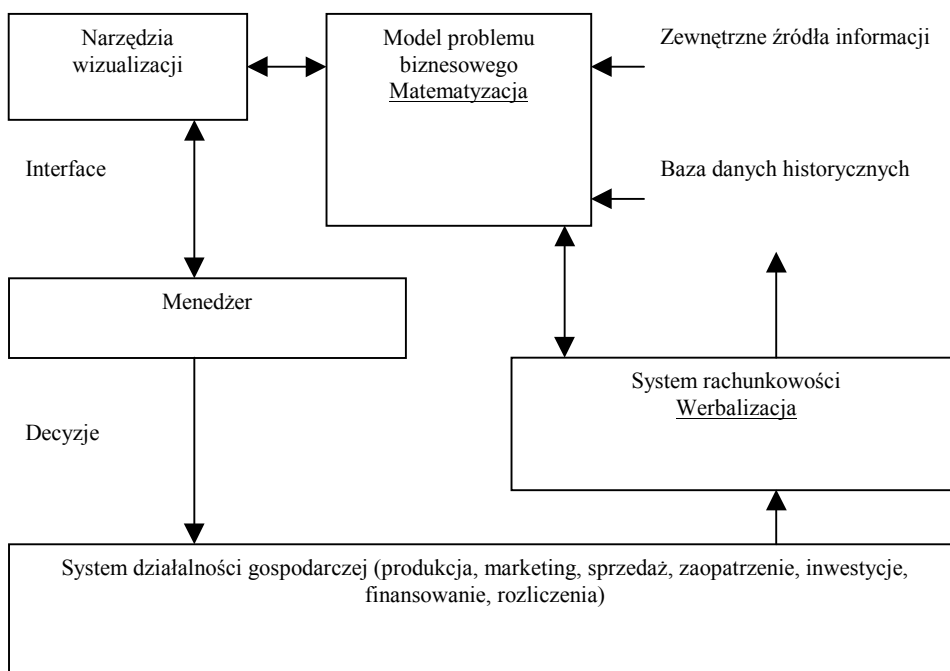 Narzędzia
wizualizacji
Model problemu
biznesowego
Matematyzacja
Zewnętrzne źródła informacji
Interface
Baza danych historycznych
Menedżer
System rachunkowości
Werbalizacja
Decyzje
System działalności gospodarczej (produkcja, marketing, sprzedaż, zaopatrzenie, inwestycje,
finansowanie, rozliczenia)